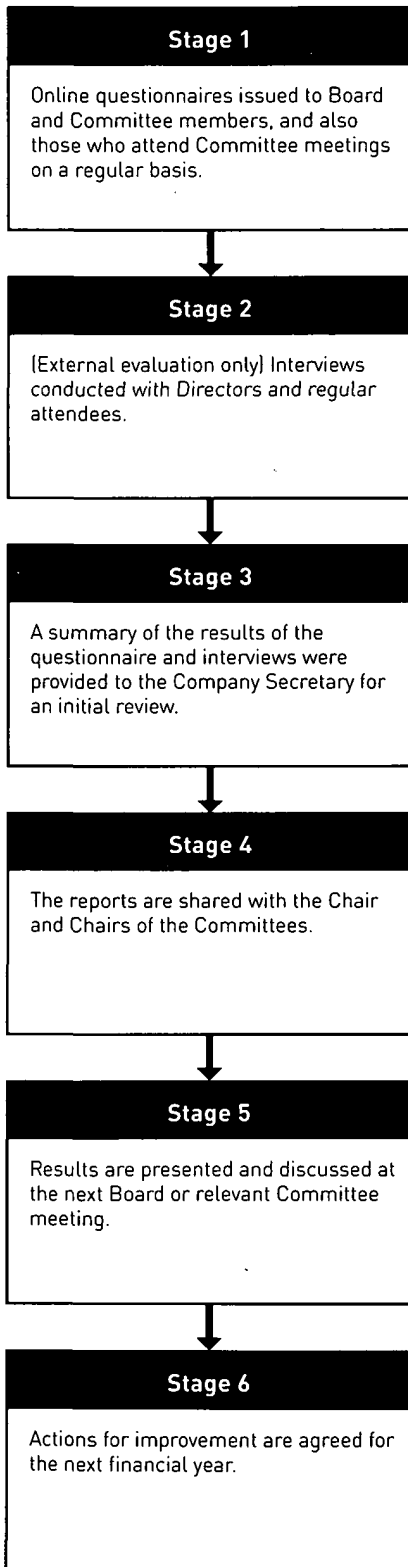 Stage 1
Online questionnaires issued to Board
and Committee members, and also
those who attend Committee meetings
on a regular basis.
Stage 2
(External evaluation only) Interviews
conducted with Directors and regular
attendees.
Stage 3
A summary of the results of the
questionnaire and interviews were
provided to the Company Secretary for
an initial review.
Stage 4
The reports are shared with the Chair
and Chairs of the Committees.
Stage 5
Results are presented and discussed at
the next Board or relevant Committee
meeting.
Stage 6
Actions for improvement are agreed for
the next financial year.